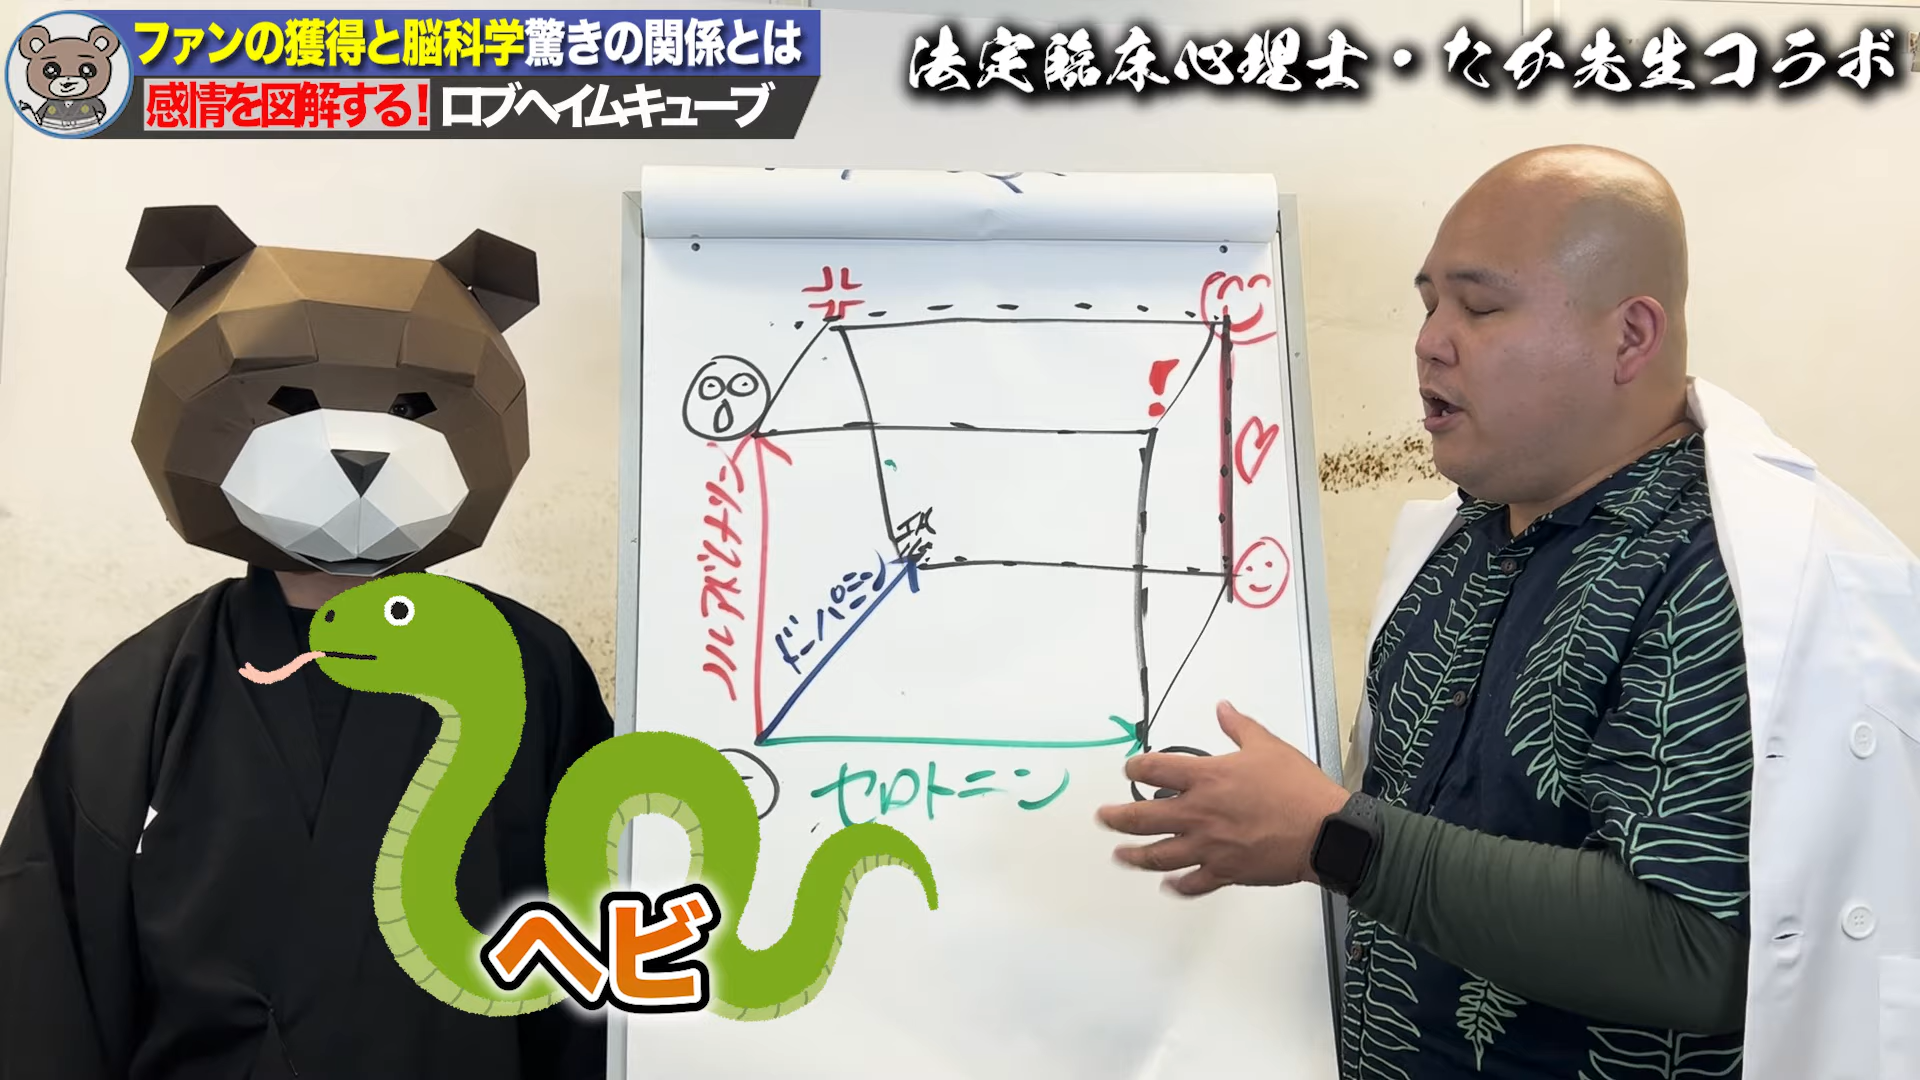 ファンの獲得と脳科学驚きの関係とは
感情を図解する!ロブヘイムキューブ
法定臨床心理士・たか先生コラボ
!
ノルアドレナリン
ドーパミン
セロトニン
ヘビ